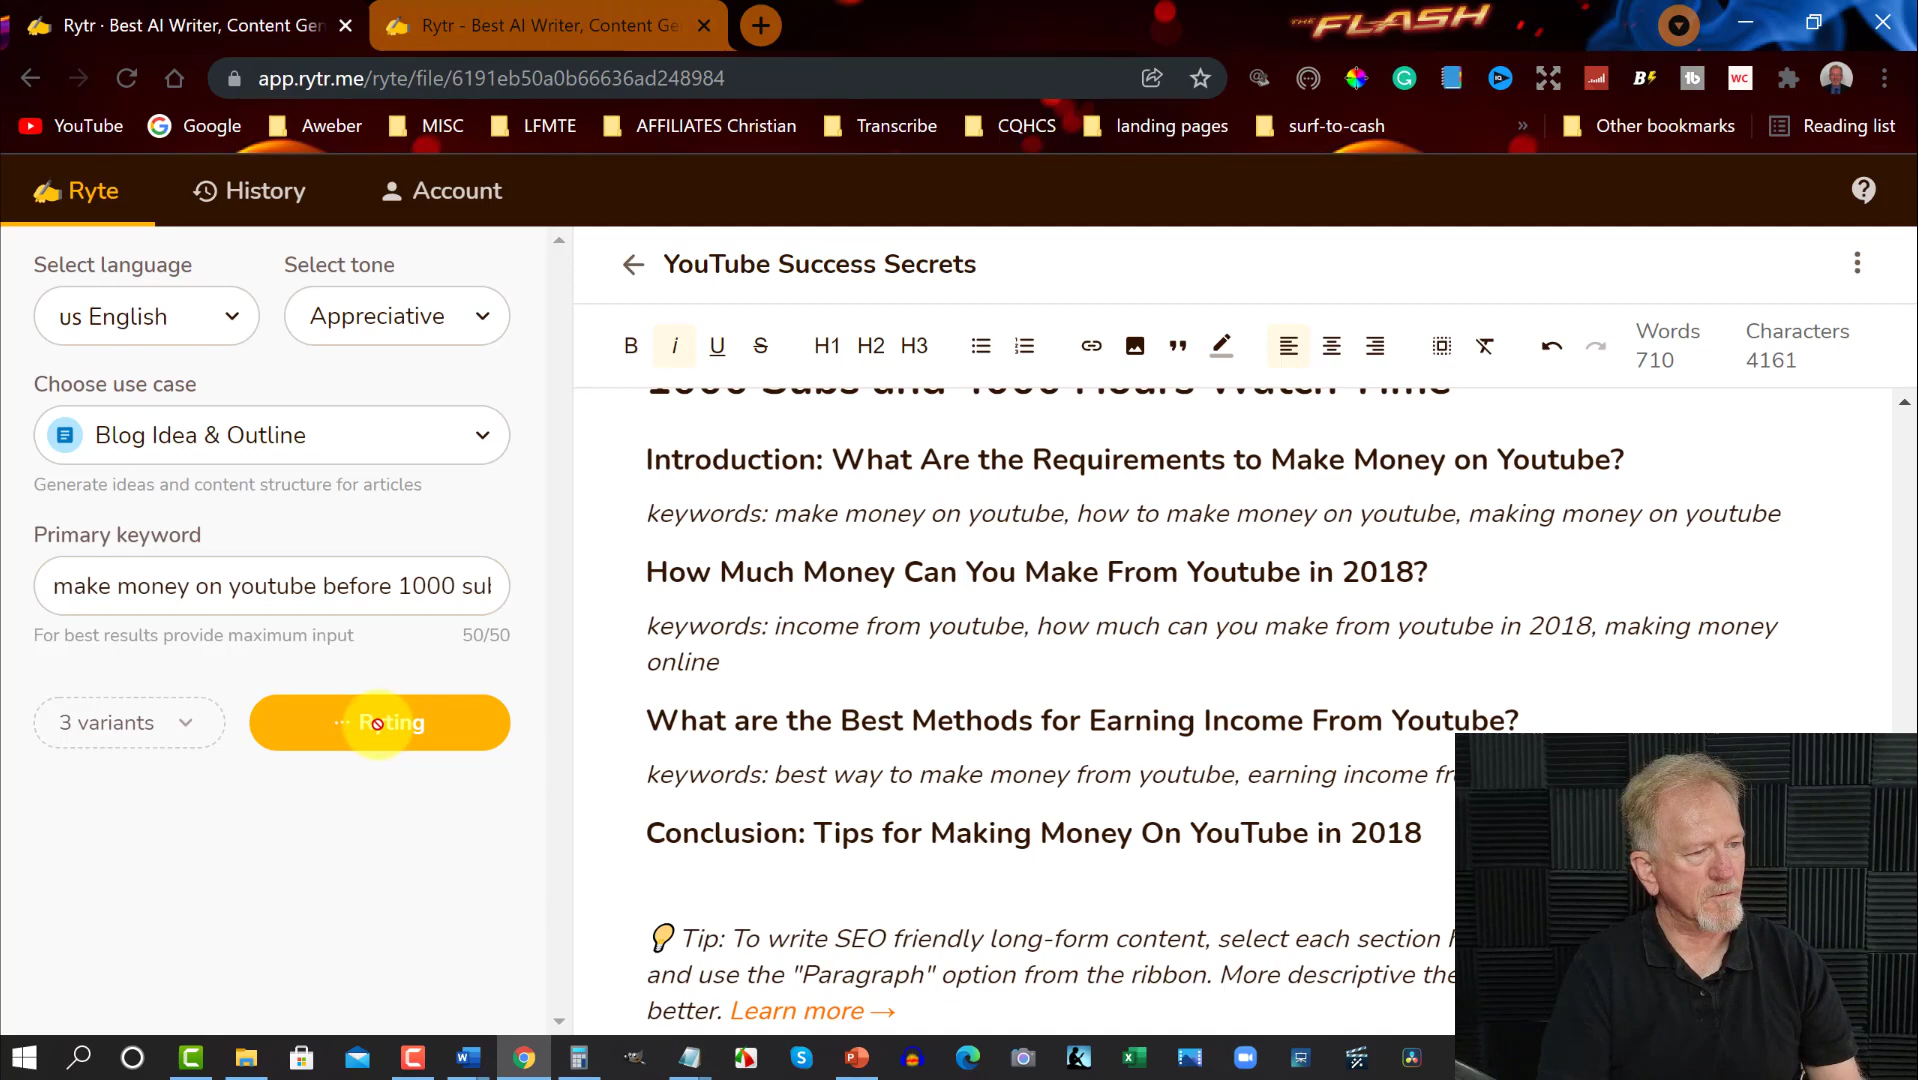 Rytr · Best AI Writer, Content Gen
Rytr - Best AI Writer, Content Ge
THE FLASH
app.rytr.me/ryte/file/6191eb50a0b66636ad248984
YouTube
Google
Aweber
MISC
LFMTE
AFFILIATES Christian
Transcribe
CQHCS
landing pages
surf-to-cash
»
Other bookmarks
Reading list
Ryte
History
Account
Select language
Select tone
us English
Appreciative
Choose use case
Blog Idea & Outline
Generate ideas and content structure for articles
Primary keyword
make money on youtube before 1000 sub
For best results provide maximum input
50/50
3 variants
YouTube Success Secrets
B i U S H1 H2 H3
Words
710
Characters
4161
1000 Subs and 4000 Hours Watch Time
Introduction: What Are the Requirements to Make Money on Youtube?
keywords: make money on youtube, how to make money on youtube, making money on youtube
How Much Money Can You Make From Youtube in 2018?
keywords: income from youtube, how much can you make from youtube in 2018, making money
online
What are the Best Methods for Earning Income From Youtube?
keywords: best way to make money from youtube, earning income fr
Conclusion: Tips for Making Money On YouTube in 2018
Tip: To write SEO friendly long-form content, select each section h
and use the "Paragraph" option from the ribbon. More descriptive the
better. Learn more →